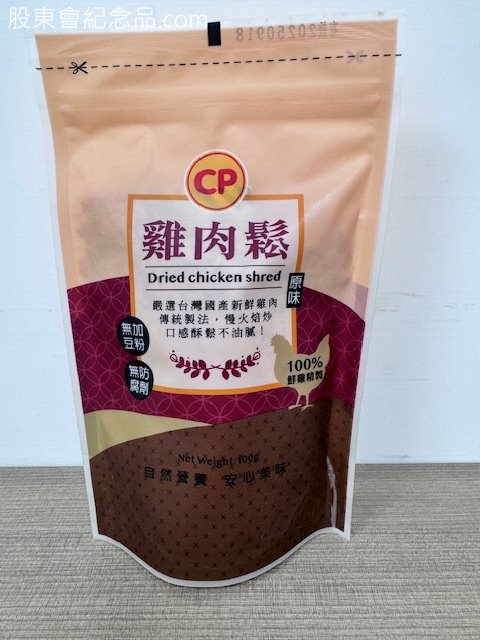 股東會紀念品.com
20250918
CP
雞肉鬆
Dried chicken shred
原味
嚴選台灣國產新鮮雞肉
傳統製法，慢火焙炒
口感酥鬆不油膩！
無加
豆粉
無防
腐劑
100%
鮮雞精製
Net Weight:100g
自然營養 安心美味